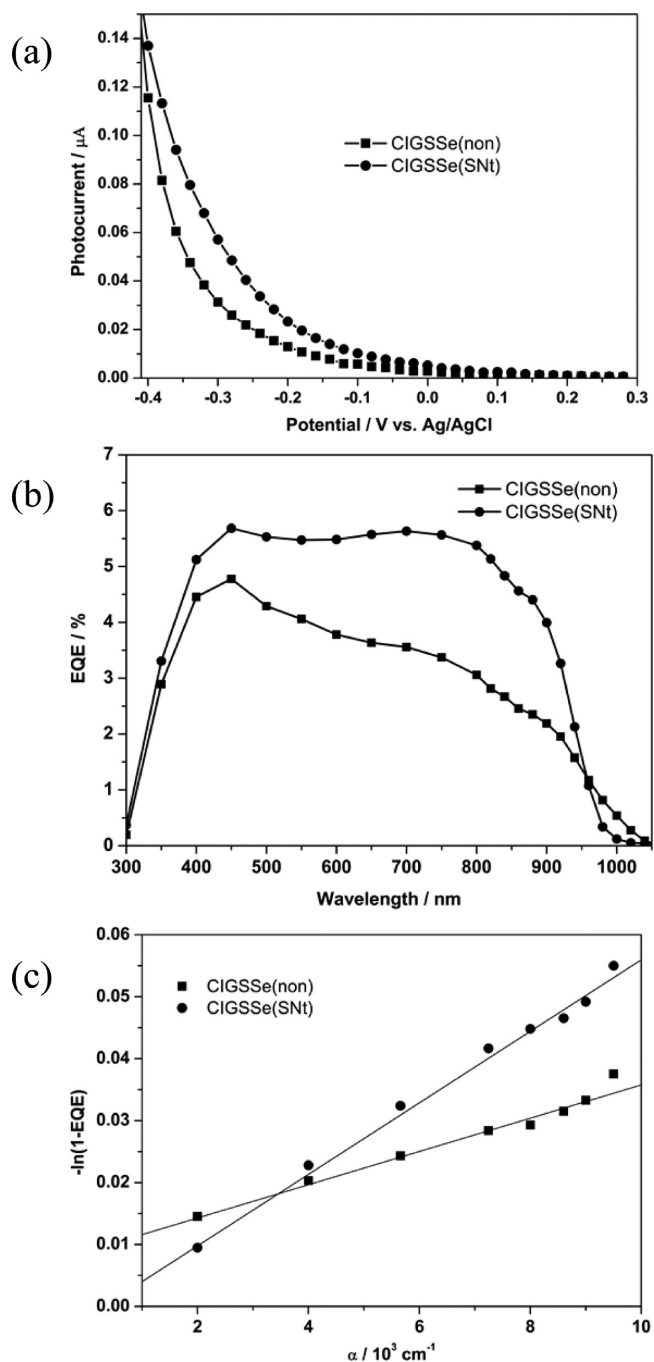 (a)
0.14
0.12
0.10
0.08
0.06
0.04
0.02
0.00
Photocurrent / μA
CIGSSe(non)
CIGSSe(SNt)
-0.4 -0.3 -0.2 -0.1 0.0 0.1 0.2 0.3
Potential / V vs. Ag/AgCl
(b)
7
6
5
4
3
2
1
0
EQE / %
CIGSSe(non)
CIGSSe(SNt)
300 400 500 600 700 800 900 1000
Wavelength / nm
(c)
0.06
0.05
0.04
0.03
0.02
0.01
0.00
-ln(1-EQE)
CIGSSe(non)
CIGSSe(SNt)
2 4 6 8 10
α / 10³ cm⁻¹